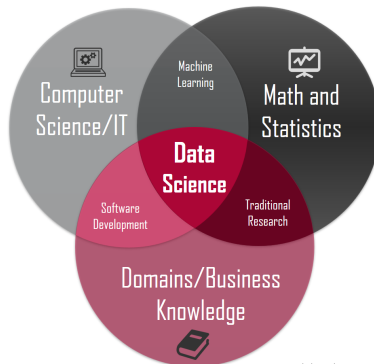 Computer
Science/IT
Machine
Learning
Math and
Statistics
Data
Science
Software
Development
Traditional
Research
Domains/Business
Knowledge